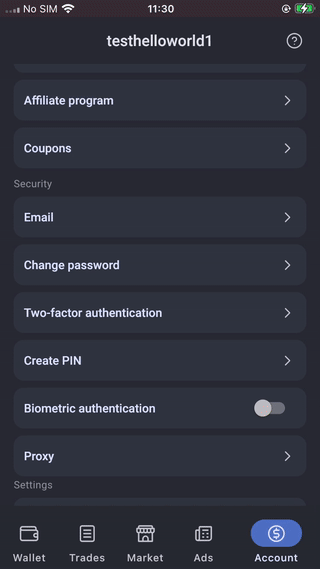 No SIM 11:30
testhelloworld1
Affiliate program
Coupons
Security
Email
Change password
Two-factor authentication
Create PIN
Biometric authentication
Proxy
Settings
Wallet Trades Market Ads Account